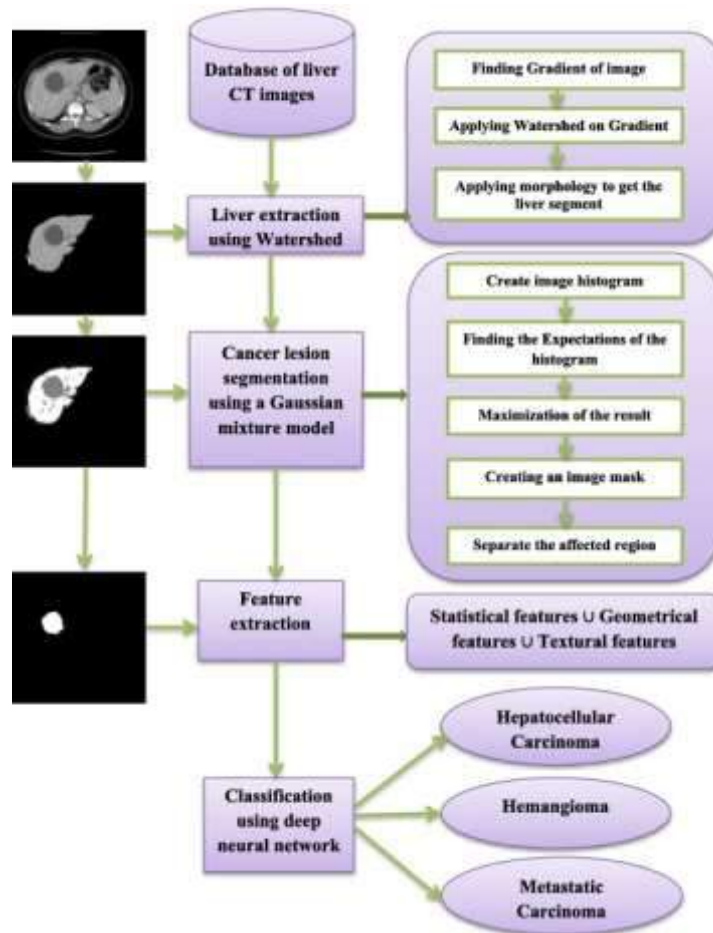 Database of liver
CT images
Finding Gradient of image
Applying Watershed on Gradient
Applying morphology to get the
liver segment
Liver extraction
using Watershed
Create image histogram
Finding the Expectations of the
histogram
Maximization of the result
Creating an image mask
Separate the affected region
Cancer lesion
segmentation
using a Gaussian
mixture model
Feature
extraction
Statistical features ∪ Geometrical
features ∪ Textural features
Classification
using deep
neural network
Hepatocellular
Carcinoma
Hemangioma
Metastatic
Carcinoma